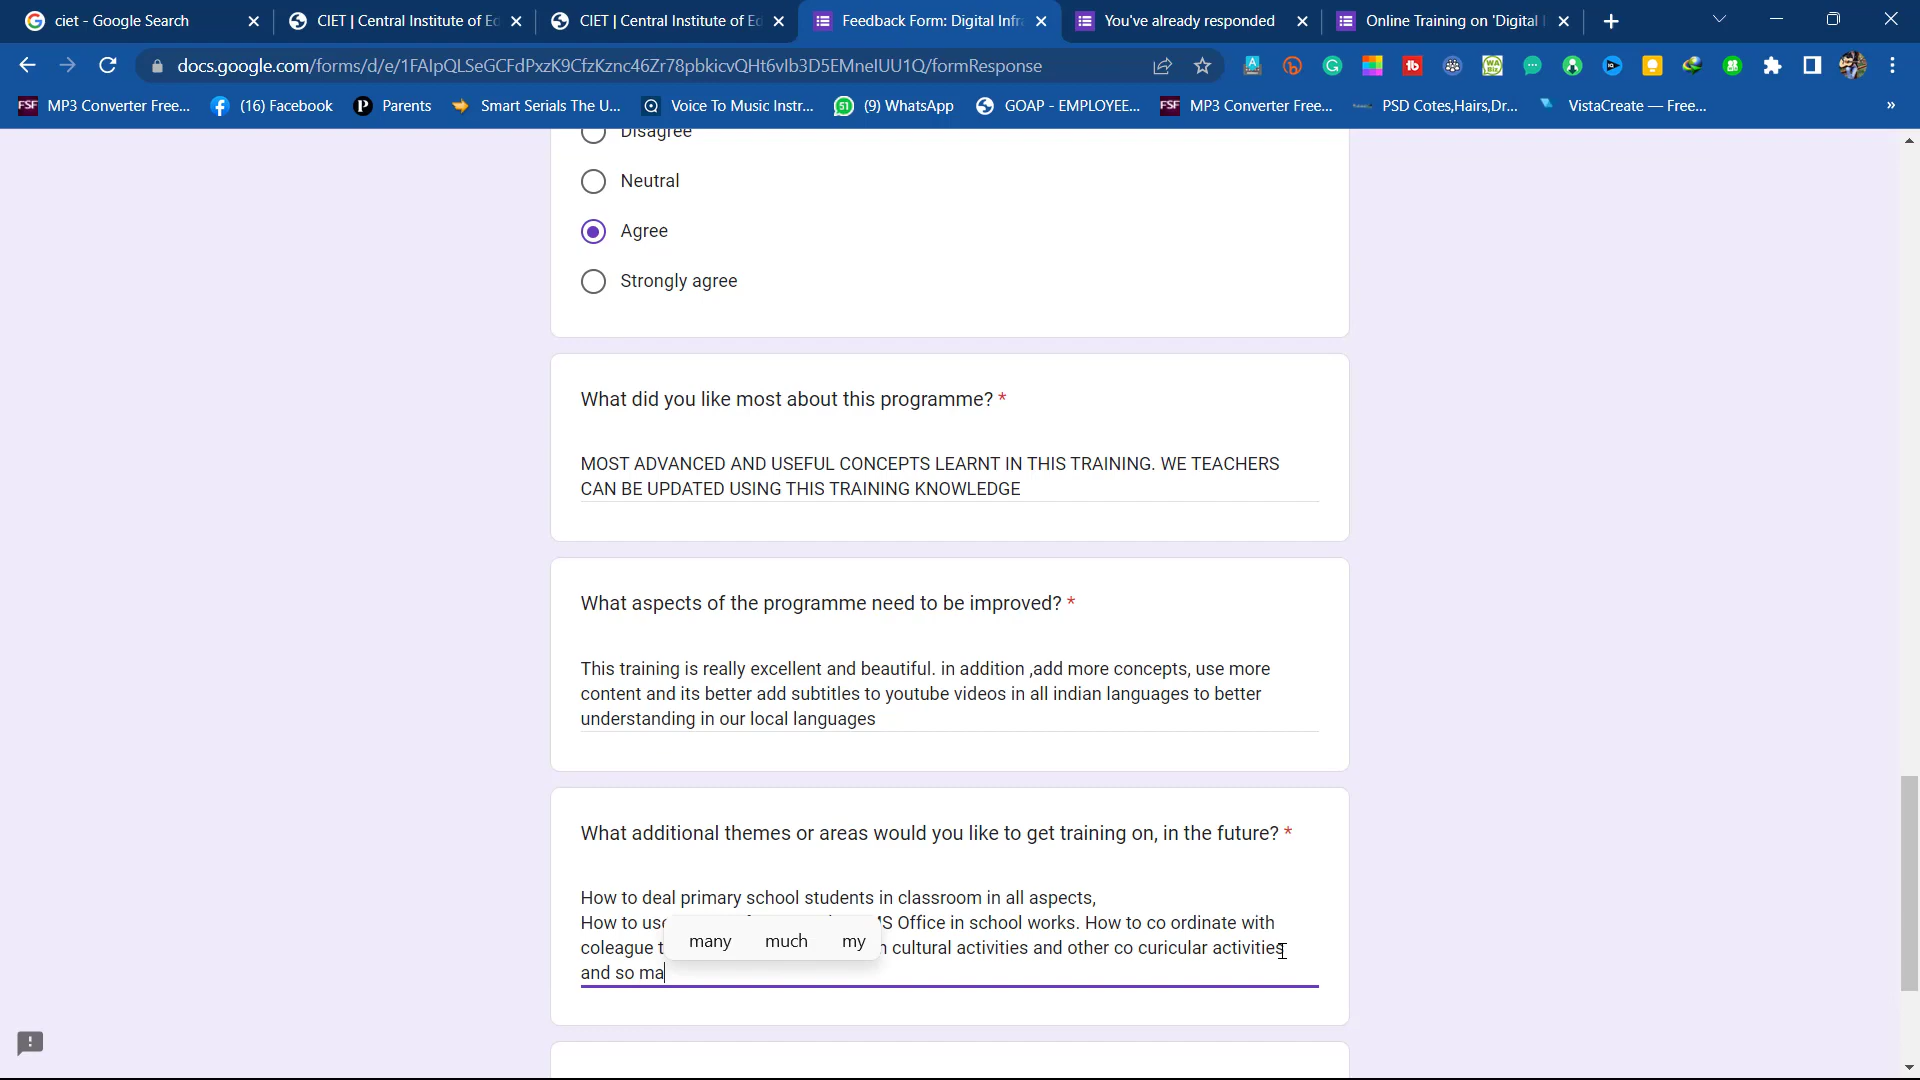 ciet - Google Search
CIET | Central Institute of Ed
CIET | Central Institute of Ed
Feedback Form: Digital Infra
You've already responded
Online Training on 'Digital I
docs.google.com/forms/d/e/1FAIpQLSeGCFdPxzK9CfzKznc46Zr78pbkicvQHt6vIb3D5EMneIUU1Q/formResponse
MP3 Converter Free...
(16) Facebook
Parents
Smart Serials The U...
Voice To Music Instr...
(9) WhatsApp
GOAP - EMPLOYEE...
MP3 Converter Free...
PSD Cotes,Hairs,Dr...
VistaCreate — Free...
Disagree
Neutral
Agree
Strongly agree
What did you like most about this programme? *
MOST ADVANCED AND USEFUL CONCEPTS LEARNT IN THIS TRAINING. WE TEACHERS
CAN BE UPDATED USING THIS TRAINING KNOWLEDGE
What aspects of the programme need to be improved? *
This training is really excellent and beautiful. in addition ,add more concepts, use more
content and its better add subtitles to youtube videos in all indian languages to better
understanding in our local languages
What additional themes or areas would you like to get training on, in the future? *
How to deal primary school students in classroom in all aspects,
How to use MS Office in school works. How to co ordinate with
coleague cultural activities and other co curicular activities
and so ma
many much my